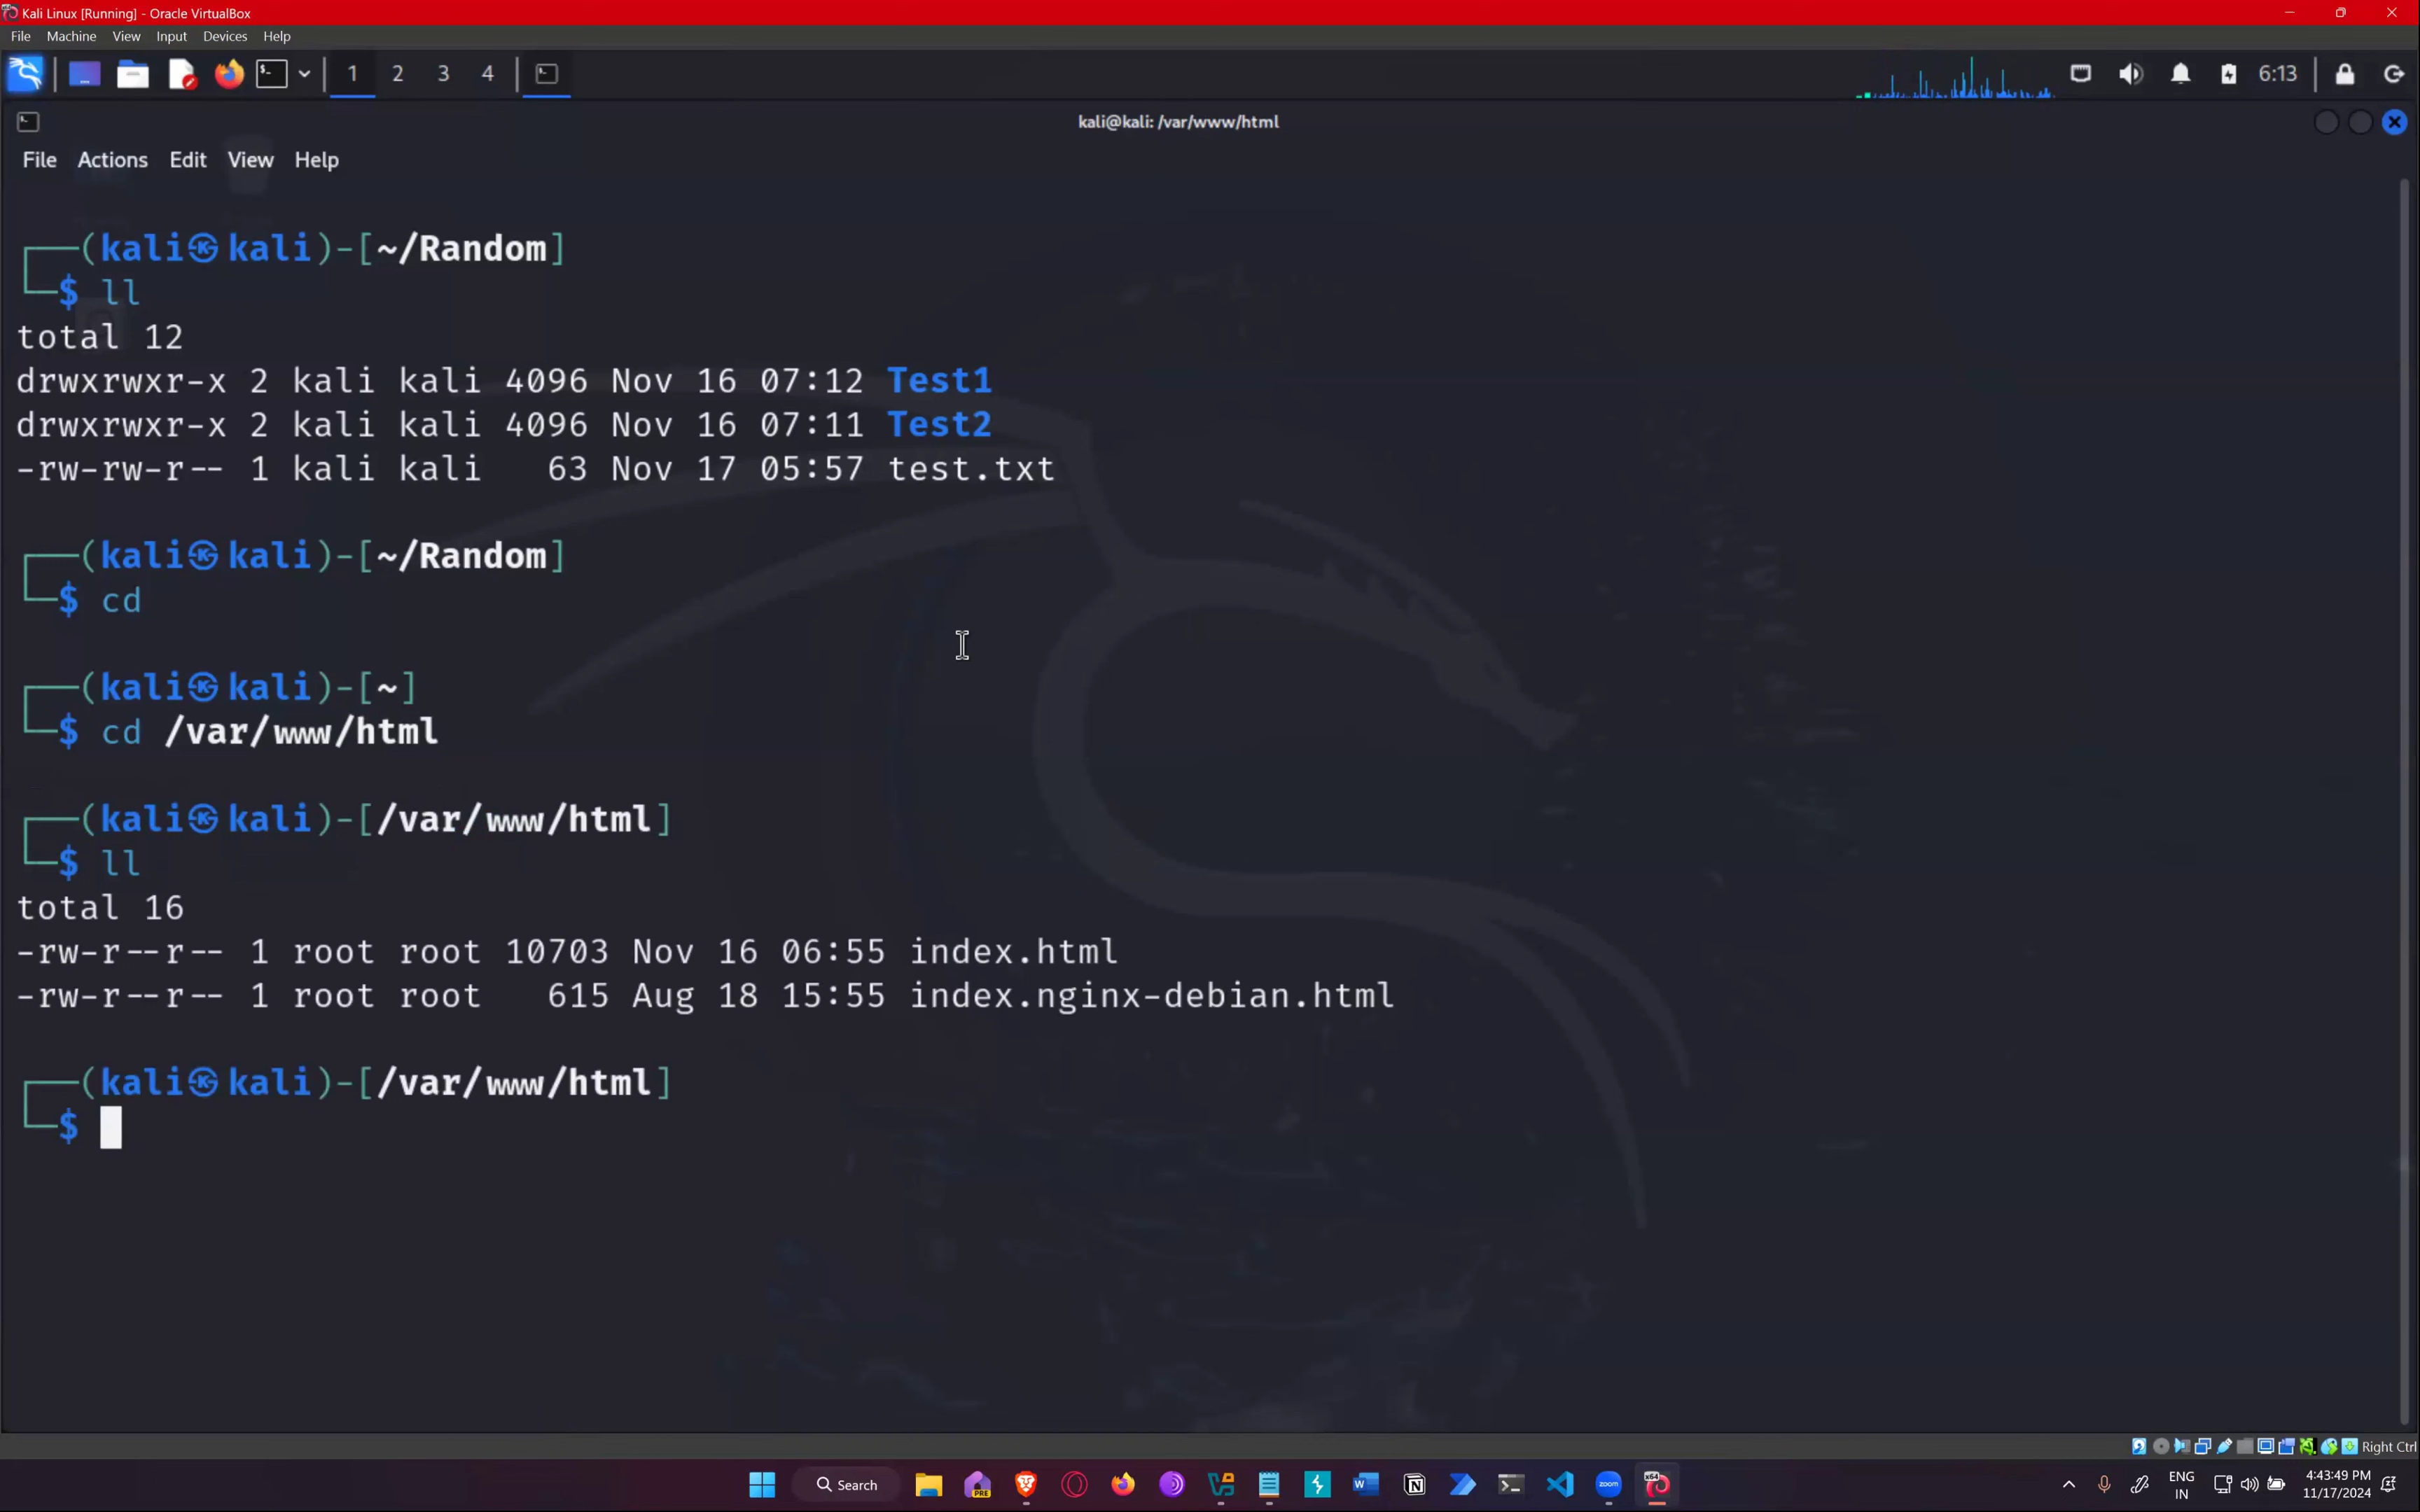 Kali Linux [Running] - Oracle VirtualBox
File Machine View Input Devices Help
1 2 3 4 6:13
kali@kali: /var/www/html
File Actions Edit View Help
┌──(kali㉿kali)-[~/Random]
└─$ ll
total 12
drwxrwxr-x 2 kali kali 4096 Nov 16 07:12 Test1
drwxrwxr-x 2 kali kali 4096 Nov 16 07:11 Test2
-rw-rw-r-- 1 kali kali   63 Nov 17 05:57 test.txt
┌──(kali㉿kali)-[~/Random]
└─$ cd
┌──(kali㉿kali)-[~]
└─$ cd /var/www/html
┌──(kali㉿kali)-[/var/www/html]
└─$ ll
total 16
-rw-r--r-- 1 root root 10703 Nov 16 06:55 index.html
-rw-r--r-- 1 root root   615 Aug 18 15:55 index.nginx-debian.html
┌──(kali㉿kali)-[/var/www/html]
└─$
Right Ctrl
Search
PRE
zoom
ENG
IN
4:43:49 PM
11/17/2024